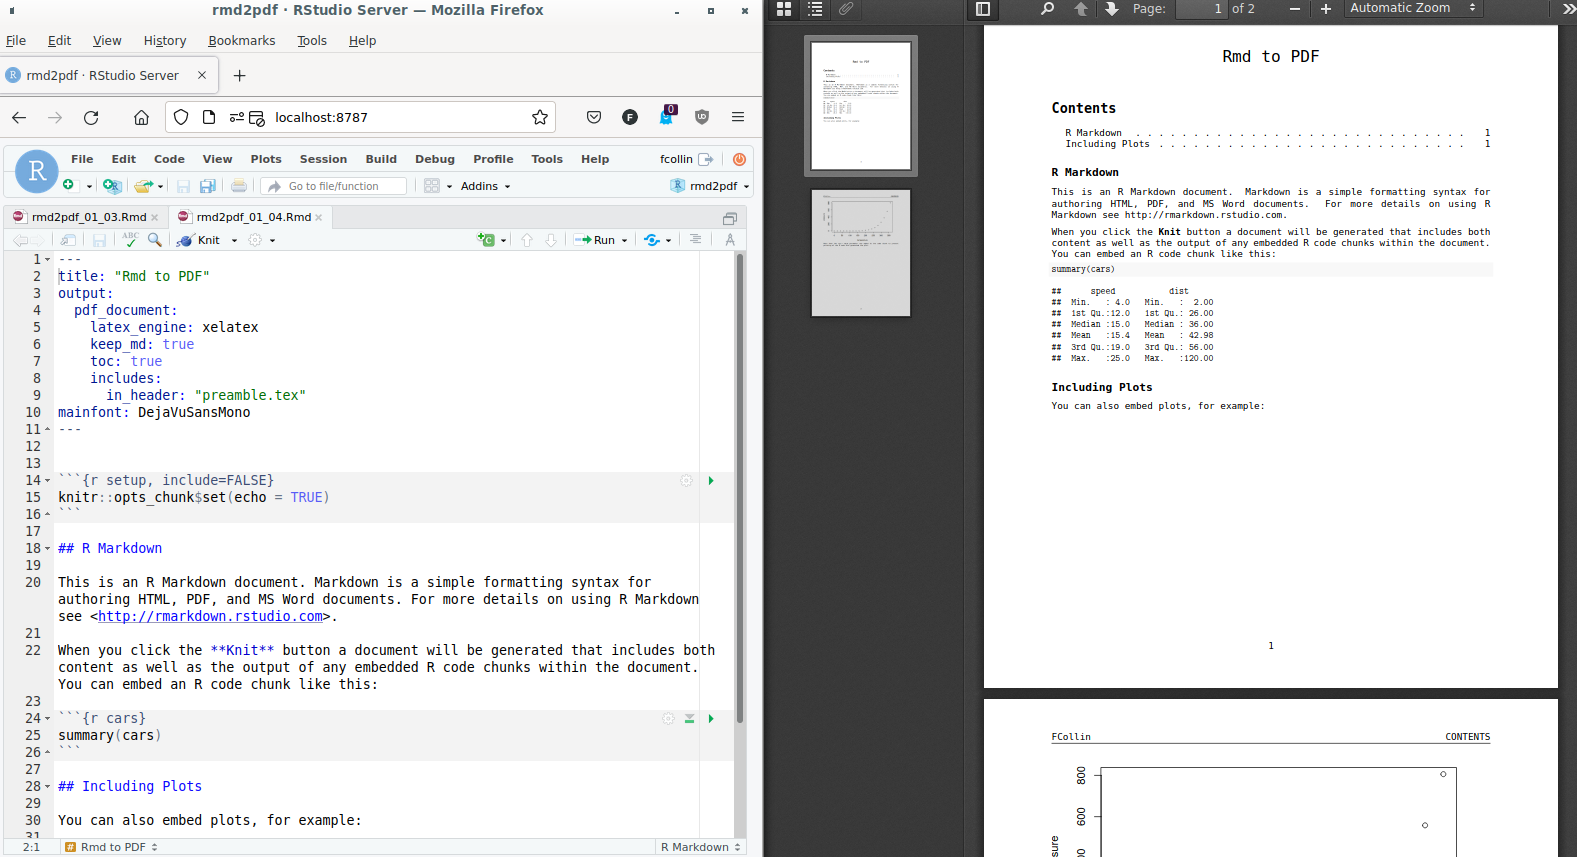 rmd2pdf · RStudio Server — Mozilla Firefox
File Edit View History Bookmarks Tools Help
R rmd2pdf · RStudio Server
localhost:8787
F 0 UD
R File Edit Code View Plots Session Build Debug Profile Tools Help fcollin
Go to file/function Addins rmd2pdf
rmd2pdf_01_03.Rmd rmd2pdf_01_04.Rmd
ABC Knit Run
1 ---
2 title: "Rmd to PDF"
3 output:
4 pdf_document:
5 latex_engine: xelatex
6 keep_md: true
7 toc: true
8 includes:
9 in_header: "preamble.tex"
10 mainfont: DejaVuSansMono
11 ---
12
13
14 ```{r setup, include=FALSE}
15 knitr::opts_chunk$set(echo = TRUE)
16 ```
17
18 ## R Markdown
19
20 This is an R Markdown document. Markdown is a simple formatting syntax for
authoring HTML, PDF, and MS Word documents. For more details on using R Markdown
see <http://rmarkdown.rstudio.com>.
21
22 When you click the **Knit** button a document will be generated that includes both
content as well as the output of any embedded R code chunks within the document.
You can embed an R code chunk like this:
23
24 ```{r cars}
25 summary(cars)
26 ```
27
28 ## Including Plots
29
30 You can also embed plots, for example:
31
2:1 # Rmd to PDF R Markdown
Page: 1 of 2 Automatic Zoom
Rmd to PDF
Contents
R Markdown . . . . . . . . . . . . . . . . . . . . . . . . . . . . . 1
Including Plots . . . . . . . . . . . . . . . . . . . . . . . . . . . 1
R Markdown
This is an R Markdown document. Markdown is a simple formatting syntax for
authoring HTML, PDF, and MS Word documents. For more details on using R
Markdown see http://rmarkdown.rstudio.com.
When you click the Knit button a document will be generated that includes both
content as well as the output of any embedded R code chunks within the document.
You can embed an R code chunk like this:
summary(cars)
## speed dist
## Min. : 4.0 Min. : 2.00
## 1st Qu.:12.0 1st Qu.: 26.00
## Median :15.0 Median : 36.00
## Mean :15.4 Mean : 42.98
## 3rd Qu.:19.0 3rd Qu.: 56.00
## Max. :25.0 Max. :120.00
Including Plots
You can also embed plots, for example:
1
FCollin CONTENTS
800
600